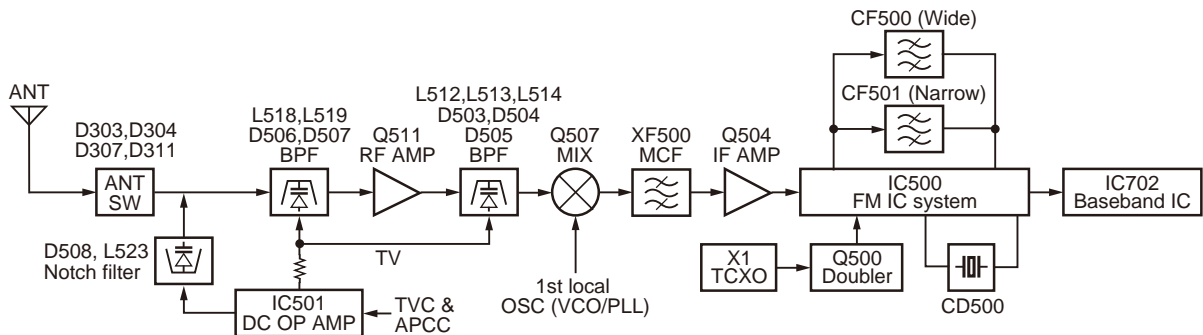 CF500 (Wide)
CF501 (Narrow)
ANT
D303,D304
D307,D311
ANT
SW
L518,L519
D506,D507
BPF
Q511
RF AMP
L512,L513,L514
D503,D504
D505
BPF
Q507
MIX
XF500
MCF
Q504
IF AMP
IC500
FM IC system
IC702
Baseband IC
D508, L523
Notch filter
TV
IC501
DC OP AMP
TVC &
APCC
1st local
OSC (VCO/PLL)
X1
TCXO
Q500
Doubler
CD500